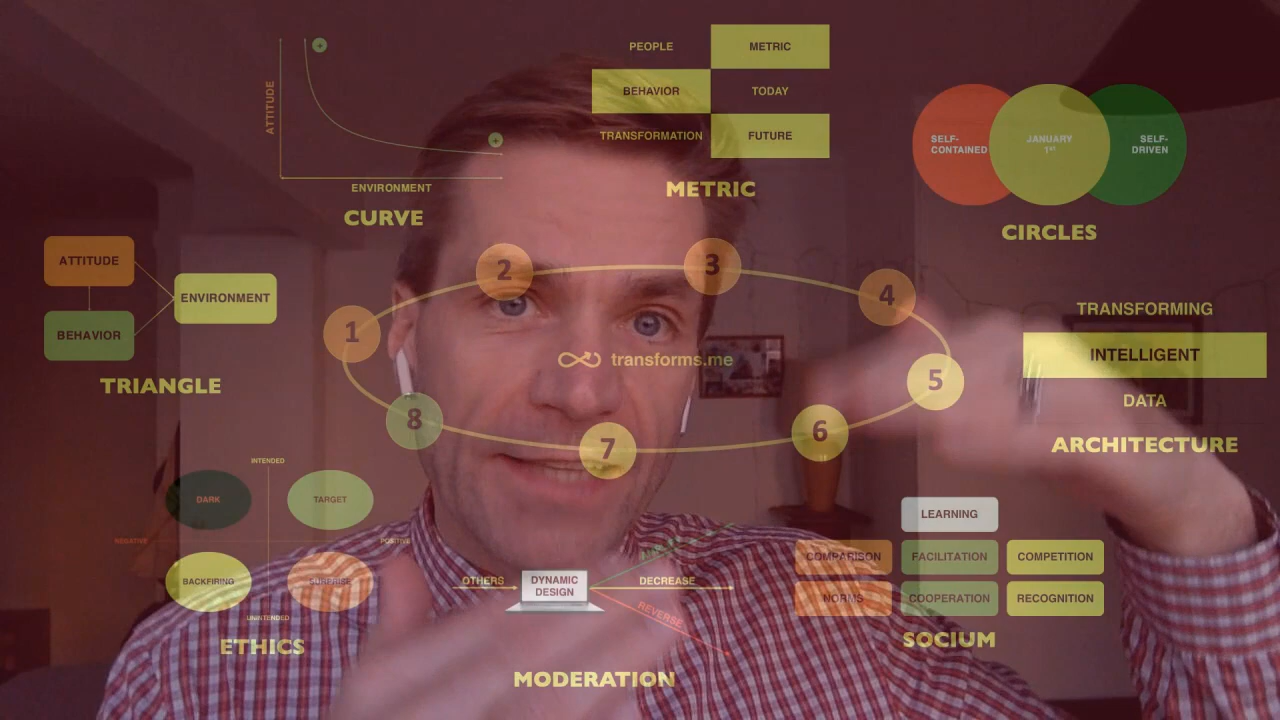 ATTITUDE
ENVIRONMENT
CURVE
PEOPLE
METRIC
BEHAVIOR
TODAY
TRANSFORMATION
FUTURE
METRIC
SELF-
CONTAINED
JANUARY
1st
SELF-
DRIVEN
CIRCLES
ATTITUDE
BEHAVIOR
ENVIRONMENT
TRIANGLE
1
2
3
4
5
6
7
8
transforms.me
TRANSFORMING
INTELLIGENT
DATA
ARCHITECTURE
INTENDED
DARK
TARGET
NEGATIVE
POSITIVE
BACKFIRING
SURPRISE
UNINTENDED
ETHICS
OTHERS
DYNAMIC
DESIGN
DECREASE
REVERSE
MODERATION
LEARNING
COMPARISON
FACILITATION
COMPETITION
NORMS
COOPERATION
RECOGNITION
SOCIUM